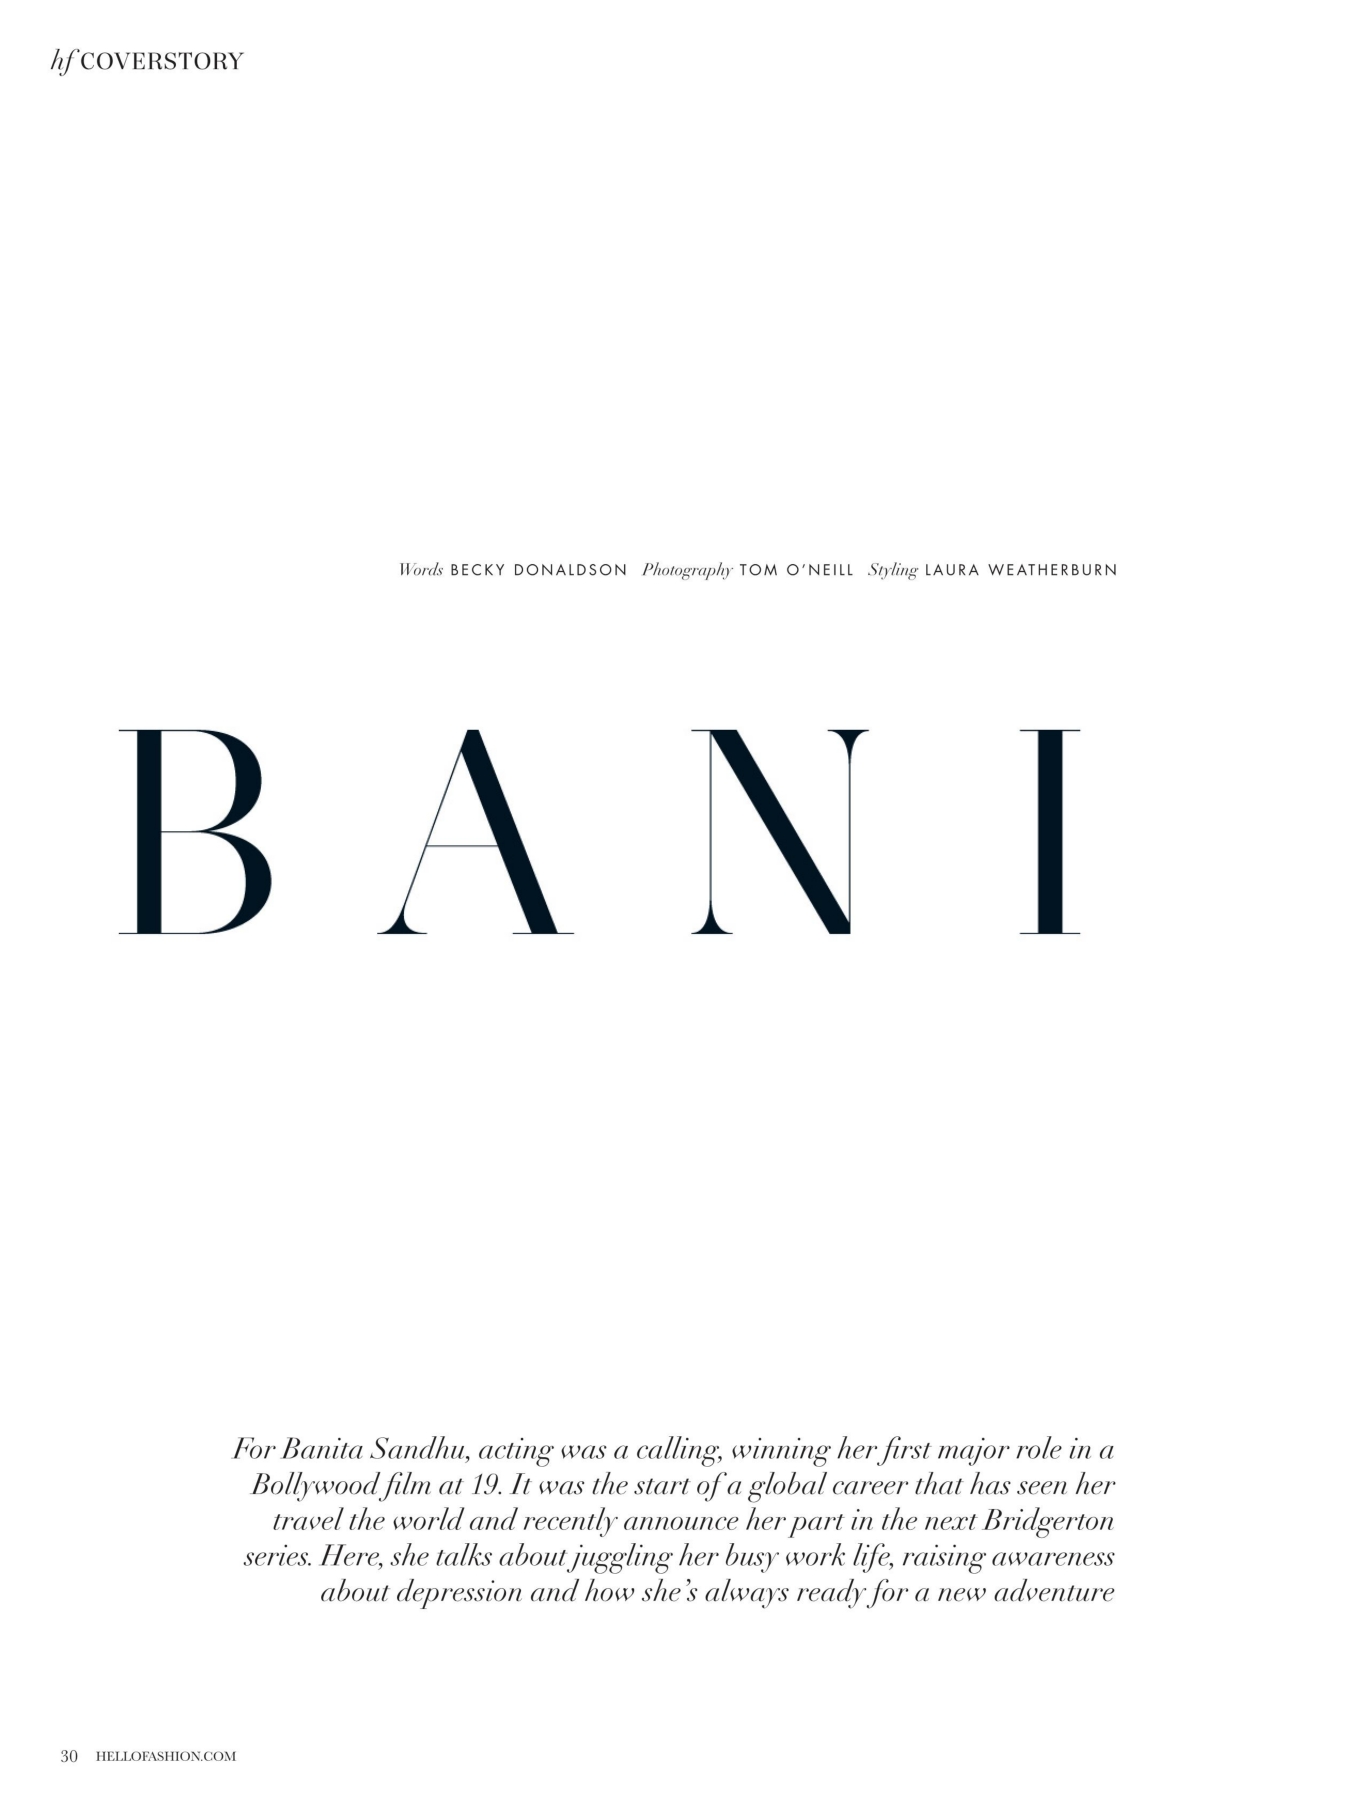 hf COVERSTORY
Words BECKY DONALDSON Photography TOM O’NEILL Styling LAURA WEATHERBURN
BANI
For Banita Sandhu, acting was a calling, winning her first major role in a
Bollywood film at 19. It was the start of a global career that has seen her
travel the world and recently announce her part in the next Bridgerton
series. Here, she talks about juggling her busy work life, raising awareness
about depression and how she’s always ready for a new adventure
30 HELLOFASHION.COM